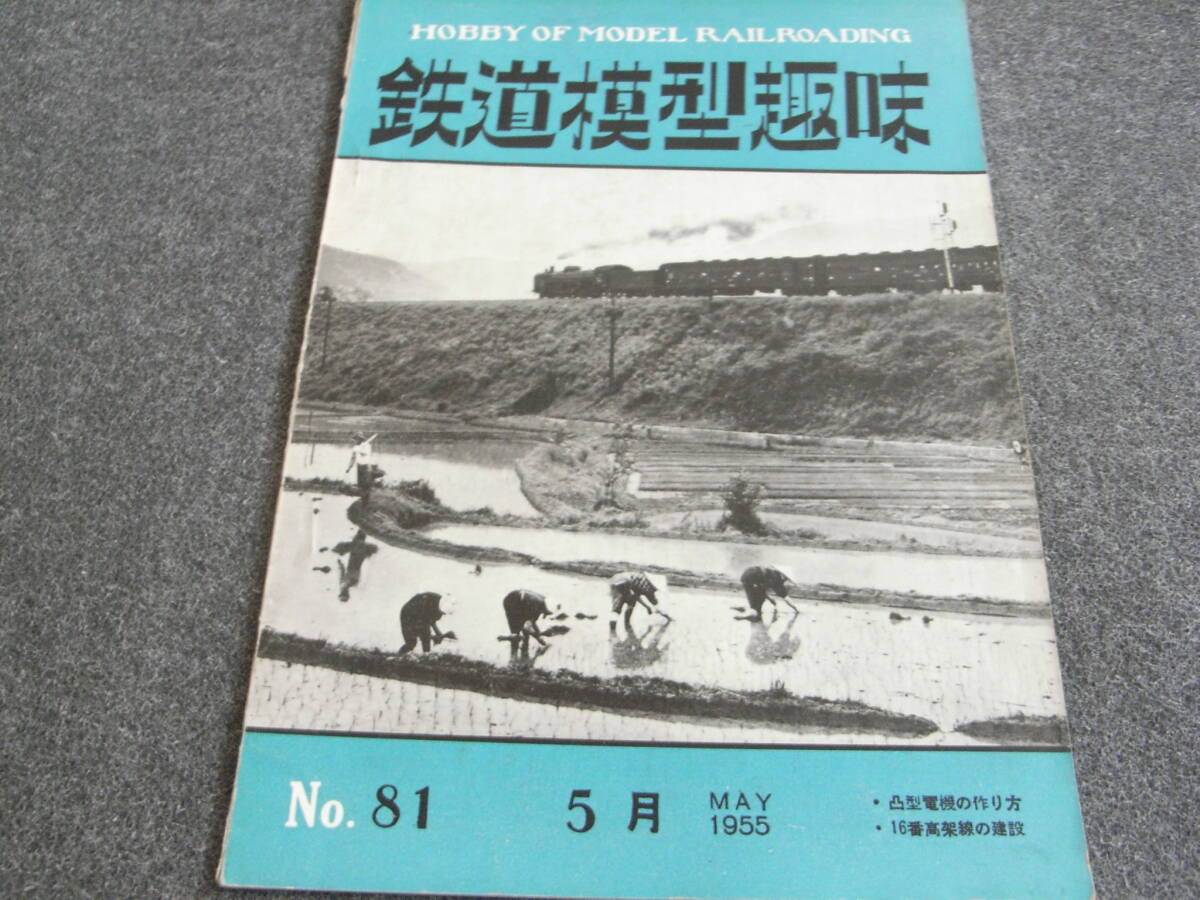 HOBBY OF MODEL RAILROADING
鉄道模型趣味
No. 81 5月 MAY 1955
・凸型電機の作り方
・16番高架線の建設